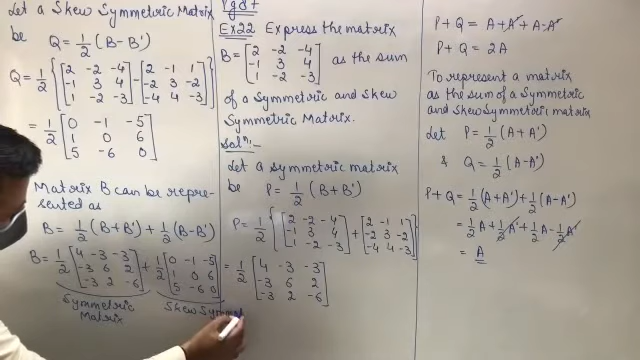 Let a Skew Symmetric Matrix
be Q = 1/2 (B - B')
Q = 1/2 { [2 -2 -4
-1 3 4
1 -2 -3] - [2 -1 1
-2 3 -2
-4 4 -3] }
= 1/2 [0 -1 -5
1 0 6
5 -6 0]
Matrix B can be repre-
sented as
B = 1/2 (B + B') + 1/2 (B - B')
B = 1/2 [4 -3 -3
-3 6 2
-3 2 -6] + 1/2 [0 -1 -5
1 0 6
5 -6 0]
Symmetric
Matrix
Skew Symmet
Ex 22 Express the matrix
B = [2 -2 -4
-1 3 4
1 -2 -3] as the sum
of a Symmetric and Skew
Symmetric Matrix.
Soln:-
Let a symmetric matrix
be P = 1/2 (B + B')
P = 1/2 { [2 -2 -4
-1 3 4
1 -2 -3] + [2 -1 1
-2 3 -2
-4 4 -3] }
= 1/2 [4 -3 -3
-3 6 2
-3 2 -6]
P + Q = A + A' + A - A'
P + Q = 2A
To represent a matrix
as the sum of a Symmetric
and Skew Symmetric matrix
Let P = 1/2 (A + A')
& Q = 1/2 (A - A')
P + Q = 1/2 (A + A') + 1/2 (A - A')
= 1/2 A + 1/2 A' + 1/2 A - 1/2 A'
= A